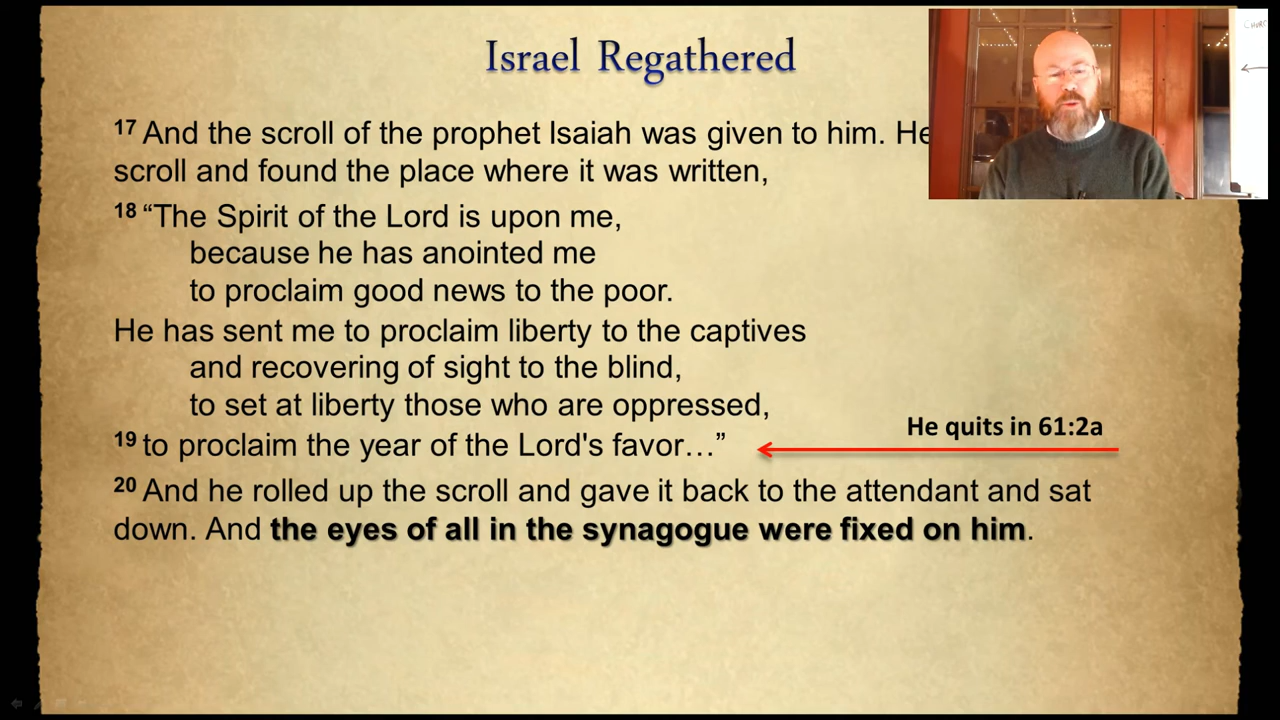 Israel Regathered
17 And the scroll of the prophet Isaiah was given to him. He
scroll and found the place where it was written,
18 “The Spirit of the Lord is upon me,
because he has anointed me
to proclaim good news to the poor.
He has sent me to proclaim liberty to the captives
and recovering of sight to the blind,
to set at liberty those who are oppressed,
He quits in 61:2a
19 to proclaim the year of the Lord's favor…”
20 And he rolled up the scroll and gave it back to the attendant and sat
down. And the eyes of all in the synagogue were fixed on him.